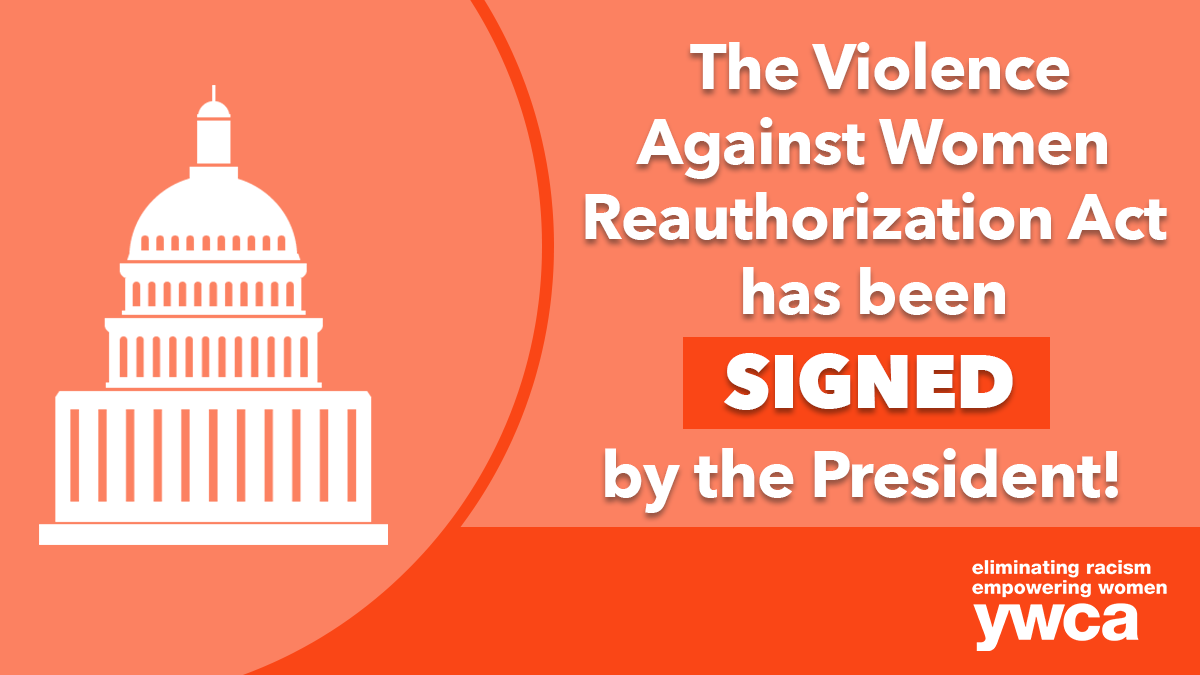 The Violence
Against Women
Reauthorization Act
has been
SIGNED
by the President!
eliminating racism
empowering women
ywca